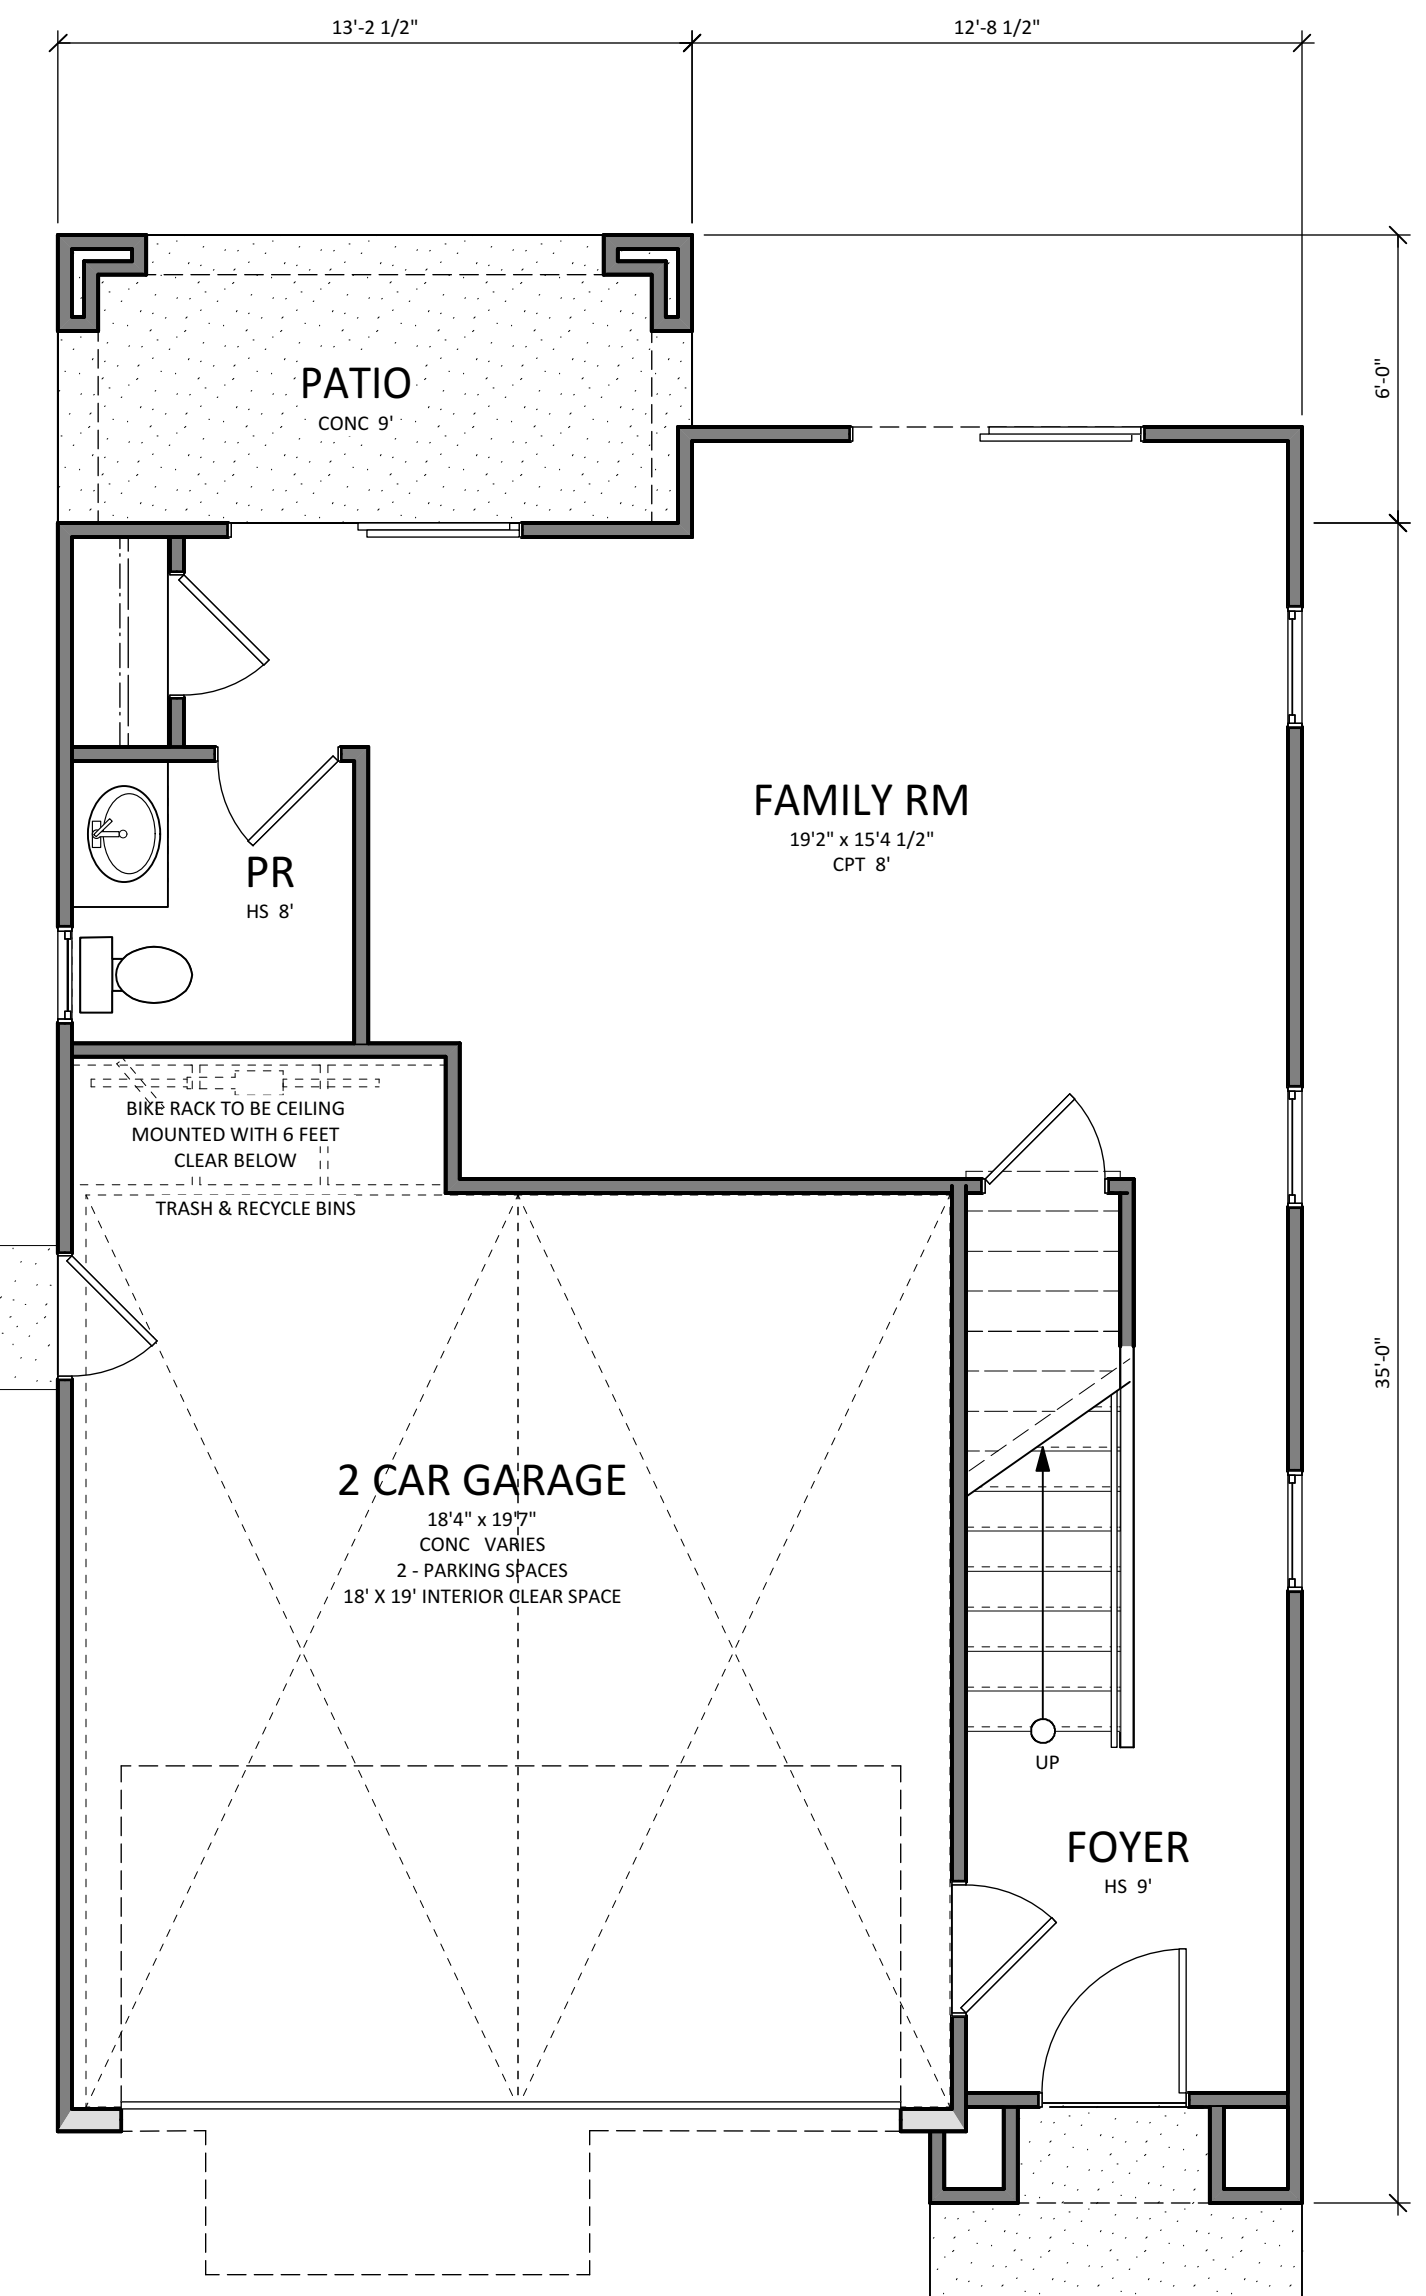 13'-2 1/2"
12'-8 1/2"
6'-0"
PATIO
CONC 9'
FAMILY RM
19'2" x 15'4 1/2"
CPT 8'
PR
HS 8'
BIKE RACK TO BE CEILING
MOUNTED WITH 6 FEET
CLEAR BELOW
TRASH & RECYCLE BINS
35'-0"
2 CAR GARAGE
18'4" x 19'7"
CONC VARIES
2 - PARKING SPACES
18' X 19' INTERIOR CLEAR SPACE
UP
FOYER
HS 9'